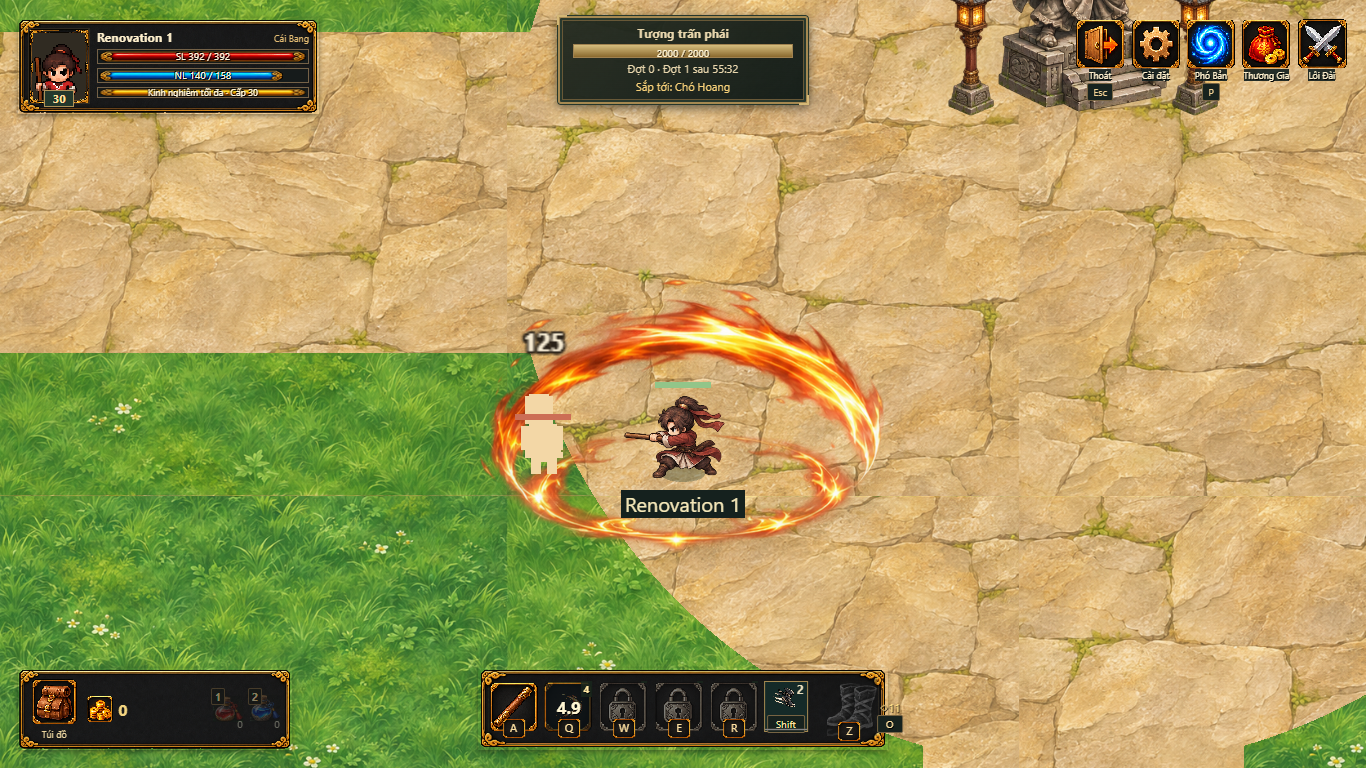 Renovation 1
Cái Bang
SL 392 / 392
NL 140 / 158
Kinh nghiệm tối đa · Cấp 30
30
Tượng trấn phái
2000 / 2000
Đợt 0 · Đợt 1 sau 55:32
Sắp tới: Chó Hoang
Thoát
Cài đặt
Phó Bản
Thương Gia
Lôi Đài
Esc
P
125
Renovation 1
Túi đồ
0
1
0
2
0
A
4
4.9
Q
W
E
R
2
Shift
Z
O